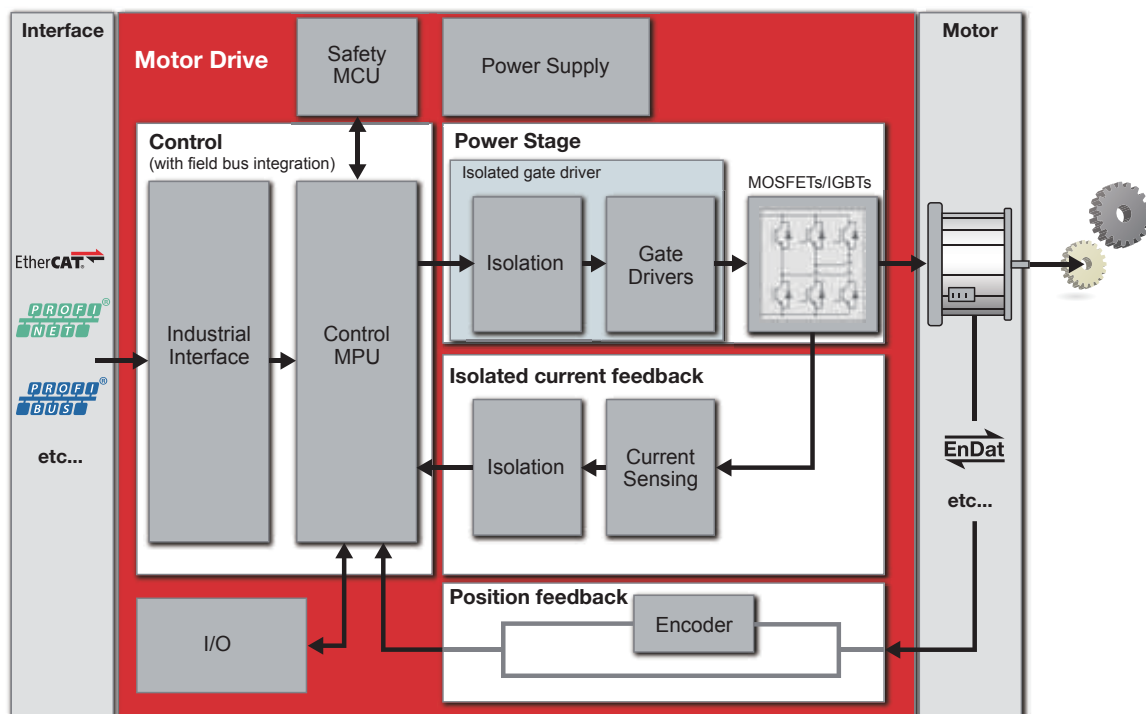 Interface
Motor Drive
Safety
MCU
Power Supply
Motor
Control
(with field bus integration)
Power Stage
Isolated gate driver
MOSFETs/IGBTs
Isolation
Gate
Drivers
EtherCAT®
PROFI®
NET
Industrial
Interface
Control
MPU
PROFI®
BUS
etc...
Isolated current feedback
Isolation
Current
Sensing
EnDat
etc...
Position feedback
Encoder
I/O